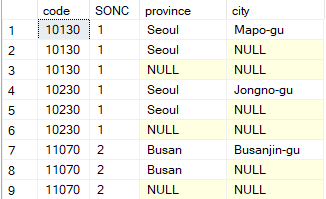 code SONC province city
1 10130 1 Seoul Mapo-gu
2 10130 1 Seoul NULL
3 10130 1 NULL NULL
4 10230 1 Seoul Jongno-gu
5 10230 1 Seoul NULL
6 10230 1 NULL NULL
7 11070 2 Busan Busanjin-gu
8 11070 2 Busan NULL
9 11070 2 NULL NULL